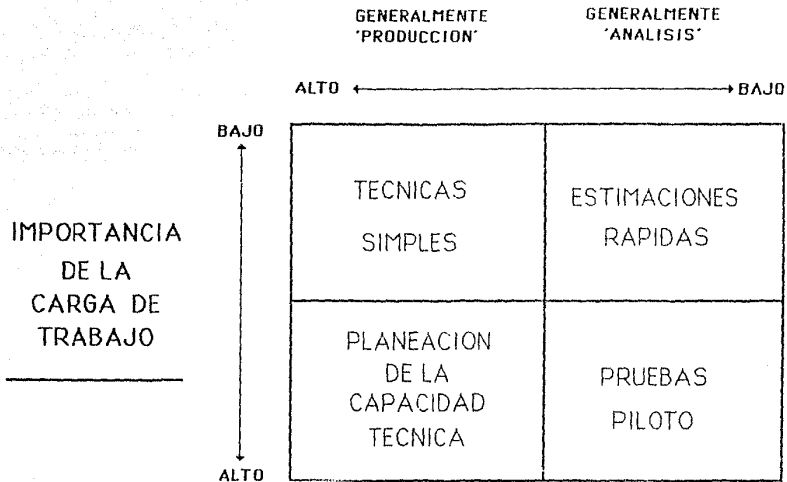 GENERALMENTE
'PRODUCCION'
GENERALMENTE
'ANALISIS'
ALTO
BAJO
BAJO
TECNICAS
SIMPLES
ESTIMACIONES
RAPIDAS
IMPORTANCIA
DE LA
CARGA DE
TRABAJO
PLANEACION
DE LA
CAPACIDAD
TECNICA
PRUEBAS
PILOTO
ALTO